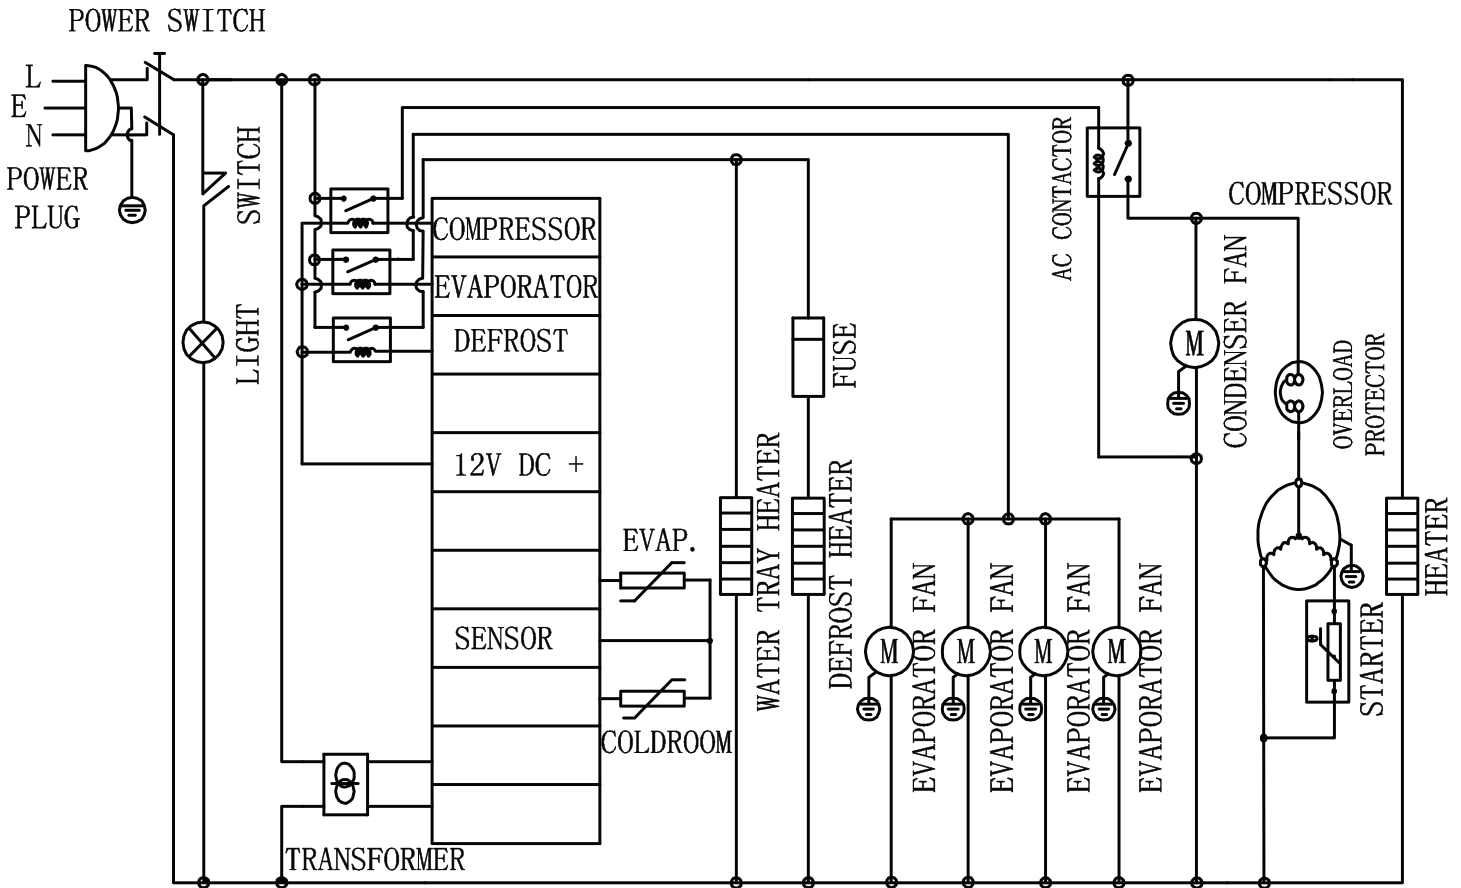 POWER SWITCH
L
E
N
POWER
PLUG
SWITCH
LIGHT
COMPRESSOR
EVAPORATOR
DEFROST
12V DC +
SENSOR
EVAP.
COLDROOM
TRANSFORMER
WATER TRAY HEATER
FUSE
DEFROST HEATER
M
EVAPORATOR FAN
M
EVAPORATOR FAN
M
EVAPORATOR FAN
M
EVAPORATOR FAN
AC CONTACTOR
M
CONDENSER FAN
COMPRESSOR
OVERLOAD
PROTECTOR
STARTER
HEATER